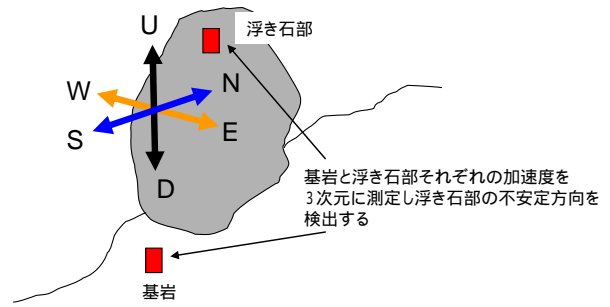 U
浮き石部
W
N
S
E
D
基岩と浮き石部それぞれの加速度を
3次元に測定し浮き石部の不安定方向を
検出する
基岩